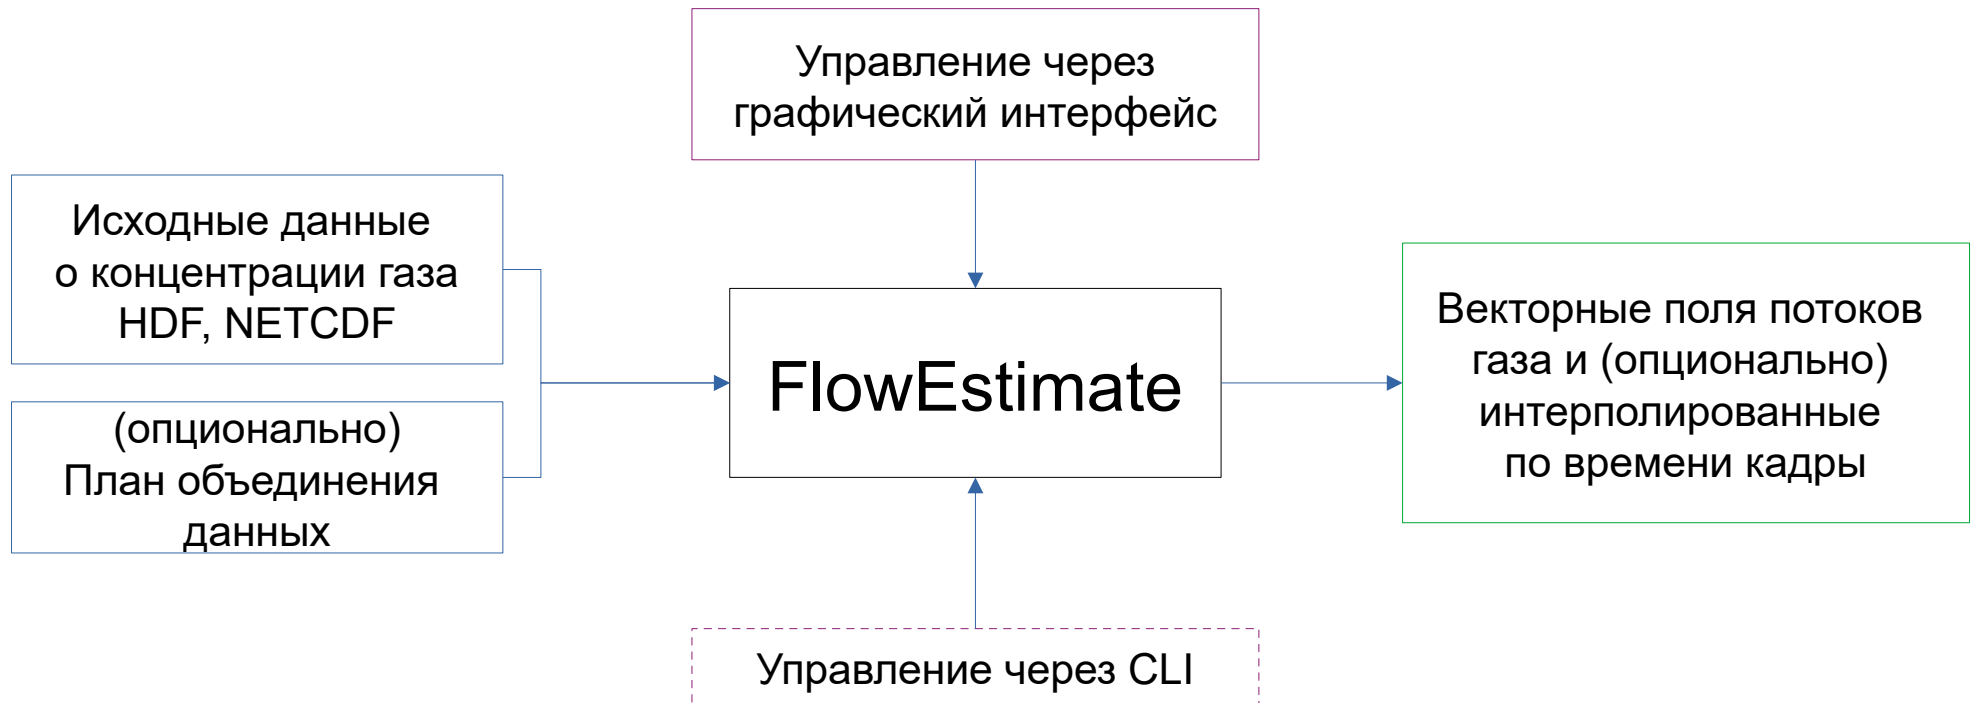 Управление через
графический интерфейс
Исходные данные
о концентрации газа
HDF, NETCDF
(опционально)
План объединения
данных
FlowEstimate
Векторные поля потоков
газа и (опционально)
интерполированные
по времени кадры
Управление через CLI